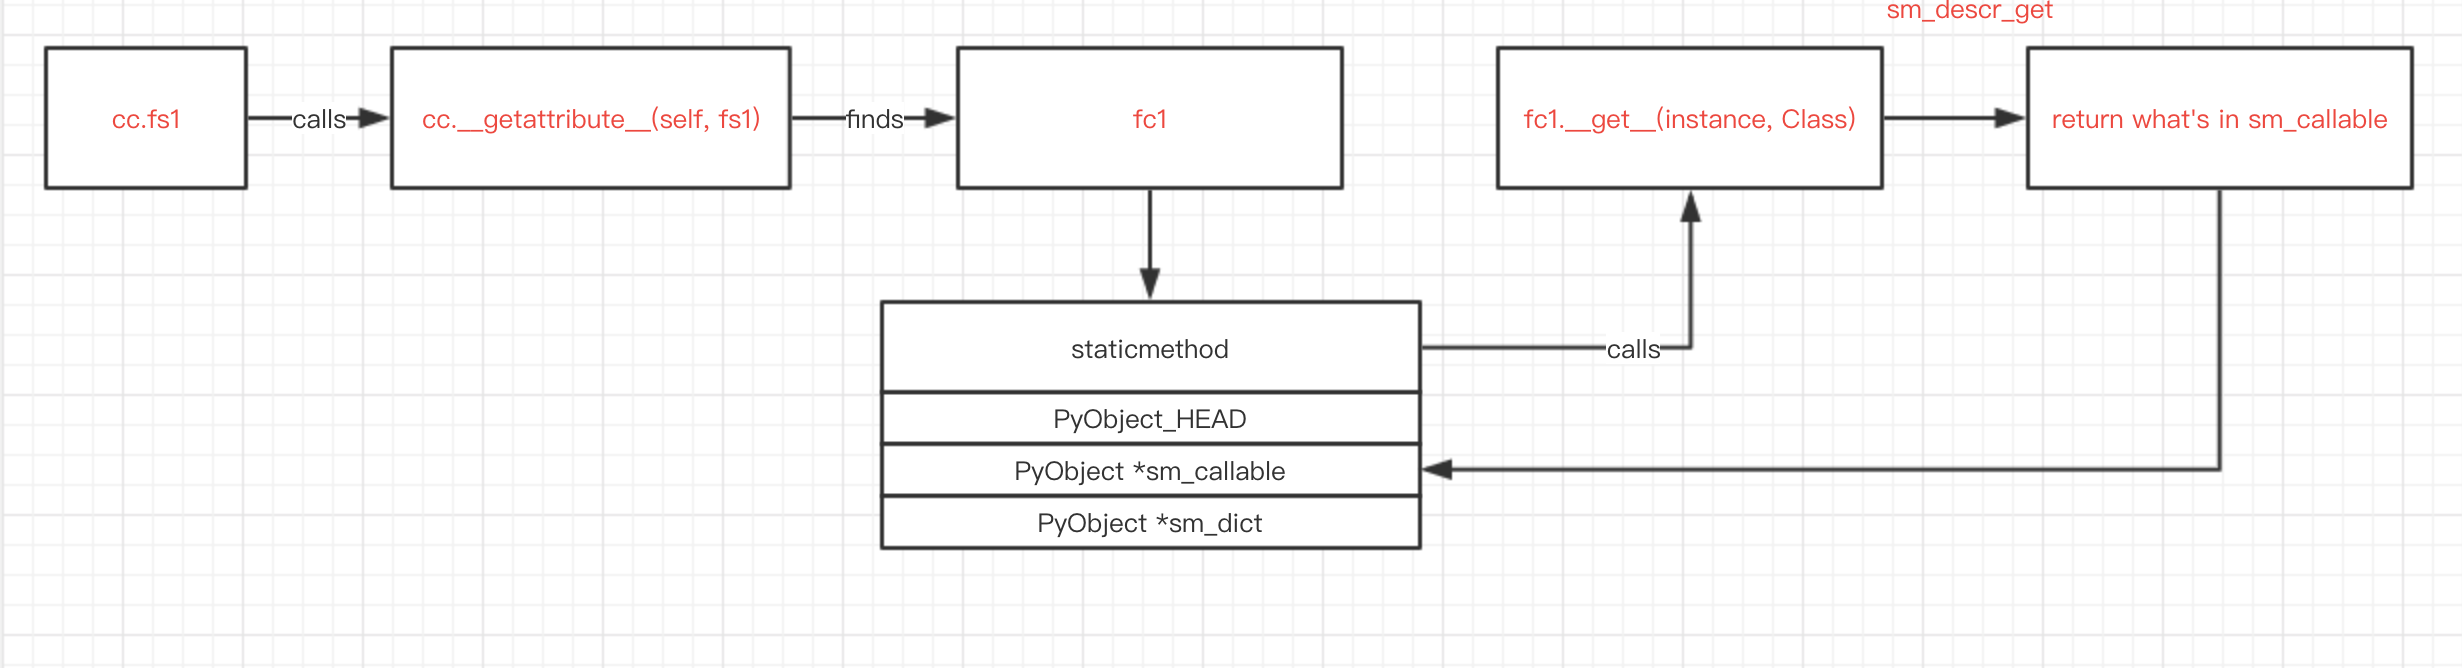 sm_descr_get
cc.fs1
calls
cc.__getattribute__(self, fs1)
finds
fc1
fc1.__get__(instance, Class)
return what's in sm_callable
staticmethod
calls
PyObject_HEAD
PyObject *sm_callable
PyObject *sm_dict